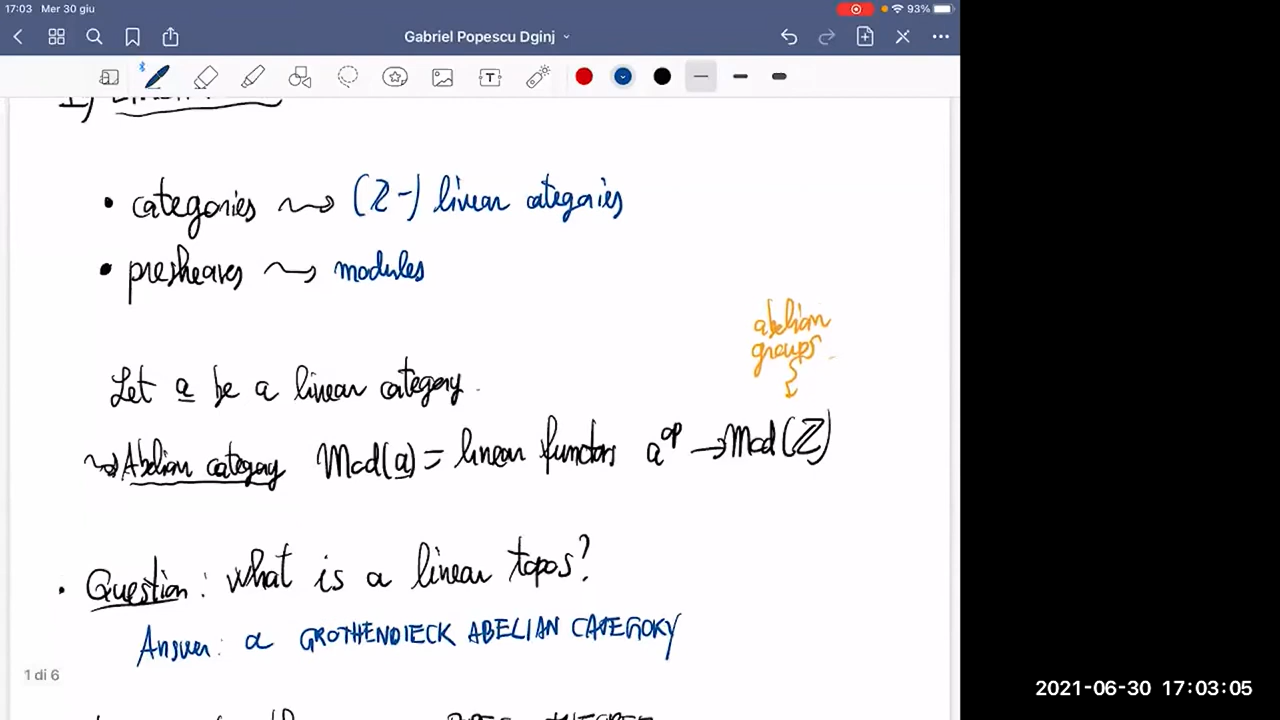 17:03 Mer 30 giu
93%
Gabriel Popescu Dginj
• categories ⇝ (ℤ-) linear categories
• presheaves ⇝ modules
abelian
groups
Let a be a linear category.
⇝ Abelian category Mod(a) = linear functors a^op → Mod(ℤ)
• Question: What is a linear topos?
Answer: a GROTHENDIECK ABELIAN CATEGORY
1 di 6
2021-06-30 17:03:05